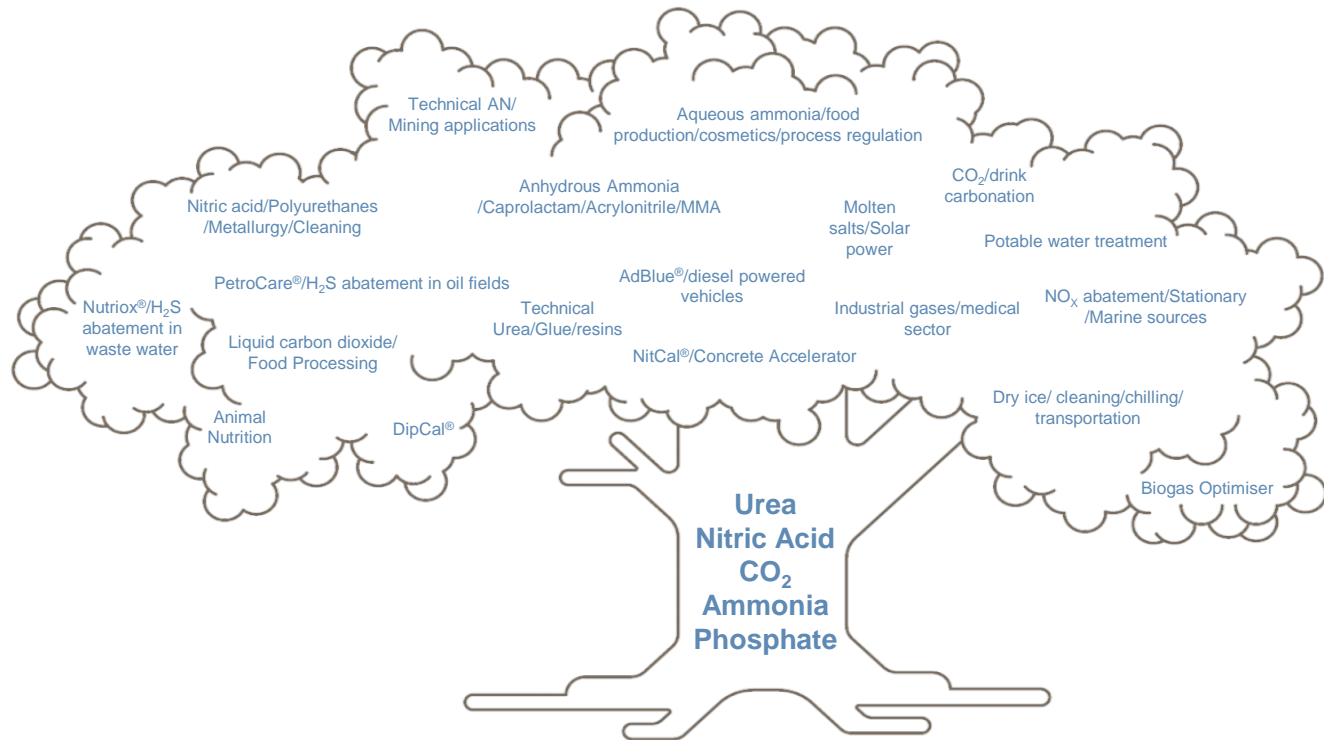 Technical AN/
Mining applications
Aqueous ammonia/food
production/cosmetics/process regulation
CO₂/drink
carbonation
Nitric acid/Polyurethanes
/Metallurgy/Cleaning
Anhydrous Ammonia
/Caprolactam/Acrylonitrile/MMA
Molten
salts/Solar
power
Potable water treatment
PetroCare®/H₂S abatement in oil fields
AdBlue®/diesel powered
vehicles
Nutriox®/H₂S
abatement in
waste water
Technical
Urea/Glue/resins
Industrial gases/medical
sector
NOₓ abatement/Stationary
/Marine sources
Liquid carbon dioxide/
Food Processing
NitCal®/Concrete Accelerator
Animal
Nutrition
DipCal®
Dry ice/ cleaning/chilling/
transportation
Biogas Optimiser
Urea
Nitric Acid
CO₂
Ammonia
Phosphate